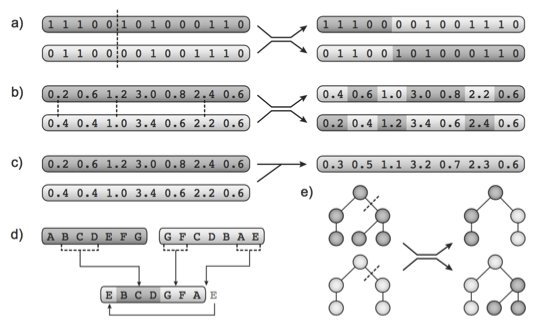 a) 1 1 1 0 0 1 0 1 0 0 0 1 1 0 1 1 1 0 0 0 0 1 0 0 1 1 1 0
0 1 1 0 0 0 0 1 0 0 1 1 1 0 0 1 1 0 0 1 0 1 0 0 0 1 1 0
b) 0.2 0.6 1.2 3.0 0.8 2.4 0.6 0.4 0.6 1.0 3.0 0.8 2.2 0.6
0.4 0.4 1.0 3.4 0.6 2.2 0.6 0.2 0.4 1.2 3.4 0.6 2.4 0.6
c) 0.2 0.6 1.2 3.0 0.8 2.4 0.6 0.3 0.5 1.1 3.2 0.7 2.3 0.6
0.4 0.4 1.0 3.4 0.6 2.2 0.6
e)
d) A B C D E F G G F C D B A E
E B C D G F A E